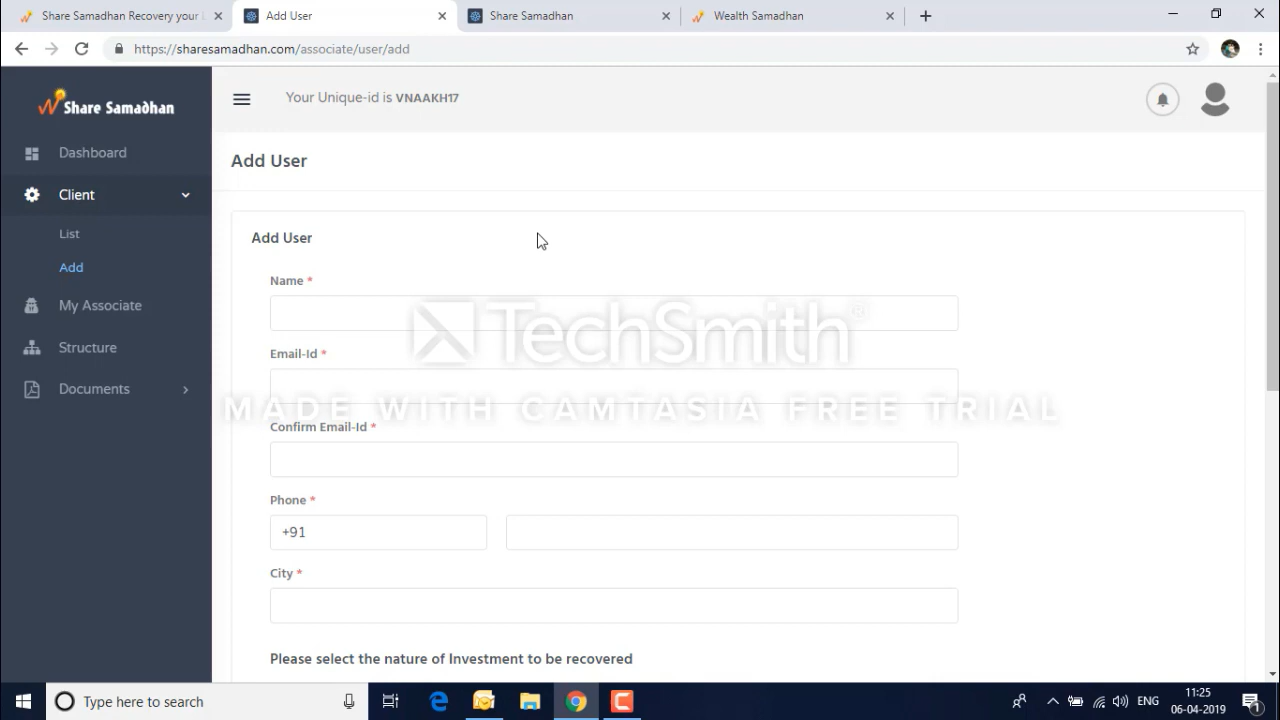 Share Samadhan Recovery your
Add User
Share Samadhan
Wealth Samadhan
https://sharesamadhan.com/associate/user/add
Share Samadhan
Your Unique-id is VNAAKH17
Dashboard
Client
List
Add
My Associate
Structure
Documents
Add User
Add User
Name *
Email-Id *
Confirm Email-Id *
Phone *
+91
City *
Please select the nature of Investment to be recovered
TechSmith®
MADE WITH CAMTASIA FREE TRIAL
Type here to search
ENG
11:25
06-04-2019
1